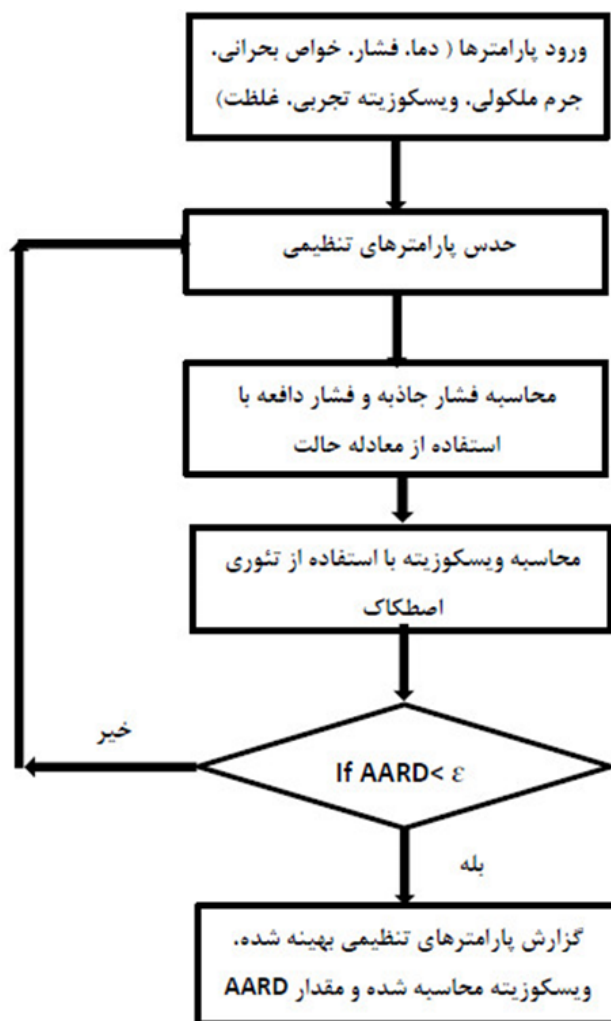 ورود پارامترها ( دما، فشار، خواص بحرانی،
جرم ملکولی، ویسکوزیته تجربی، غلظت)
حدس پارامترهای تنظیمی
محاسبه فشار جاذبه و فشار دافعه با
استفاده از معادله حالت
محاسبه ویسکوزیته با استفاده از تئوری
اصطکاک
If AARD< ε
خیر
بله
گزارش پارامترهای تنظیمی بهینه شده،
ویسکوزیته محاسبه شده و مقدار AARD